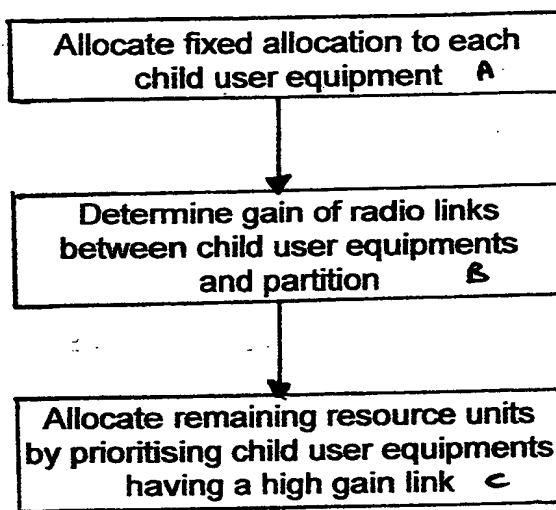 Allocate fixed allocation to each
child user equipment A
Determine gain of radio links
between child user equipments
and partition B
Allocate remaining resource units
by prioritising child user equipments
having a high gain link C